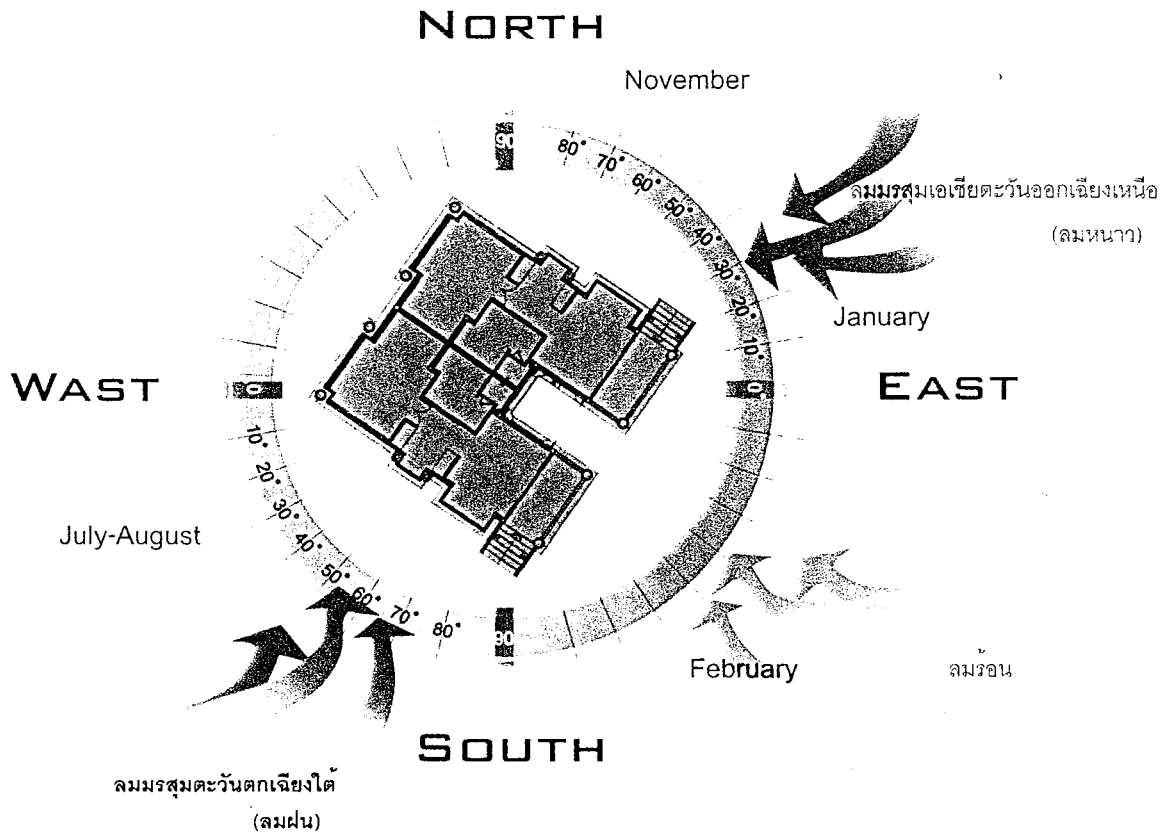 NORTH
November
90
80°
70°
60°
50°
40°
30°
20°
10°
0
ลมมรสุมเอเชียตะวันออกเฉียงเหนือ
(ลมหนาว)
January
WAST
EAST
0
10°
20°
30°
40°
50°
60°
70°
80°
90
July-August
February
ลมร้อน
SOUTH
ลมมรสุมตะวันตกเฉียงใต้
(ลมฝน)